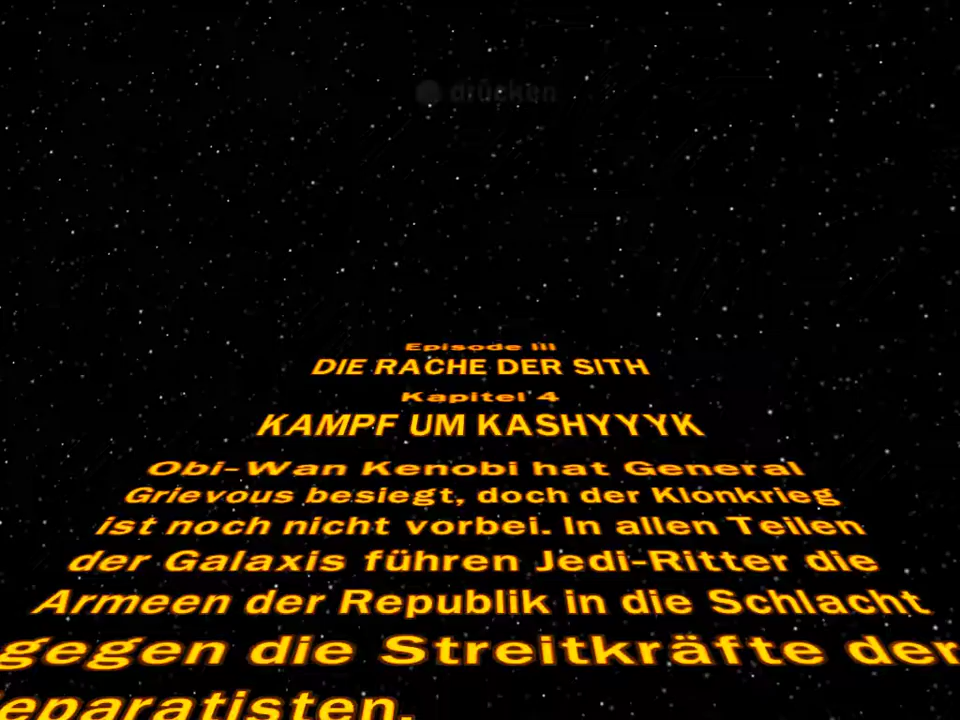 drücken
Episode III
DIE RACHE DER SITH
Kapitel 4
KAMPF UM KASHYYYK
Obi-Wan Kenobi hat General
Grievous besiegt, doch der Klonkrieg
ist noch nicht vorbei. In allen Teilen
der Galaxis führen Jedi-Ritter die
Armeen der Republik in die Schlacht
gegen die Streitkräfte der
eparatisten.